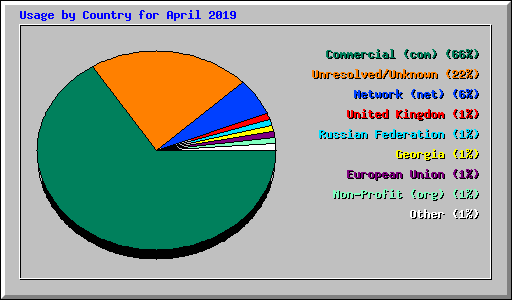 Usage by Country for April 2019
Commercial (com) (66%)
Unresolved/Unknown (22%)
Network (net) (6%)
United Kingdom (1%)
Russian Federation (1%)
Georgia (1%)
European Union (1%)
Non-Profit (org) (1%)
Other (1%)